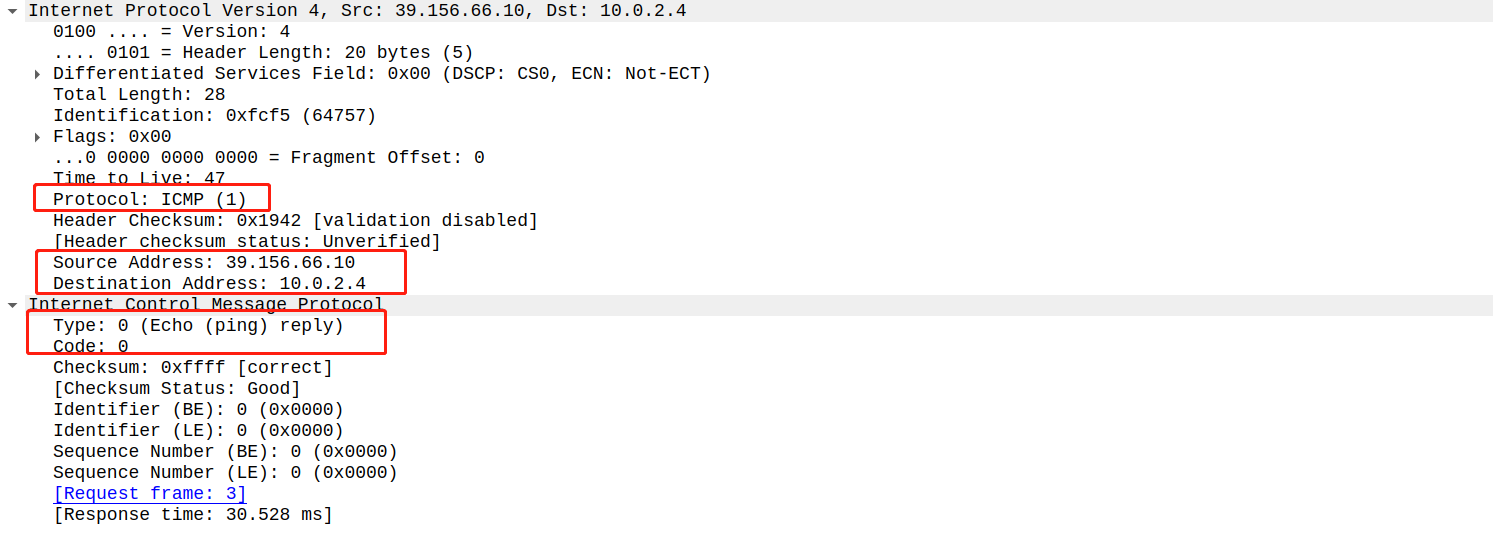 Internet Protocol Version 4, Src: 39.156.66.10, Dst: 10.0.2.4
0100 .... = Version: 4
.... 0101 = Header Length: 20 bytes (5)
Differentiated Services Field: 0x00 (DSCP: CS0, ECN: Not-ECT)
Total Length: 28
Identification: 0xfcf5 (64757)
Flags: 0x00
...0 0000 0000 0000 = Fragment Offset: 0
Time to Live: 47
Protocol: ICMP (1)
Header Checksum: 0x1942 [validation disabled]
[Header checksum status: Unverified]
Source Address: 39.156.66.10
Destination Address: 10.0.2.4
Internet Control Message Protocol
Type: 0 (Echo (ping) reply)
Code: 0
Checksum: 0xffff [correct]
[Checksum Status: Good]
Identifier (BE): 0 (0x0000)
Identifier (LE): 0 (0x0000)
Sequence Number (BE): 0 (0x0000)
Sequence Number (LE): 0 (0x0000)
[Request frame: 3]
[Response time: 30.528 ms]